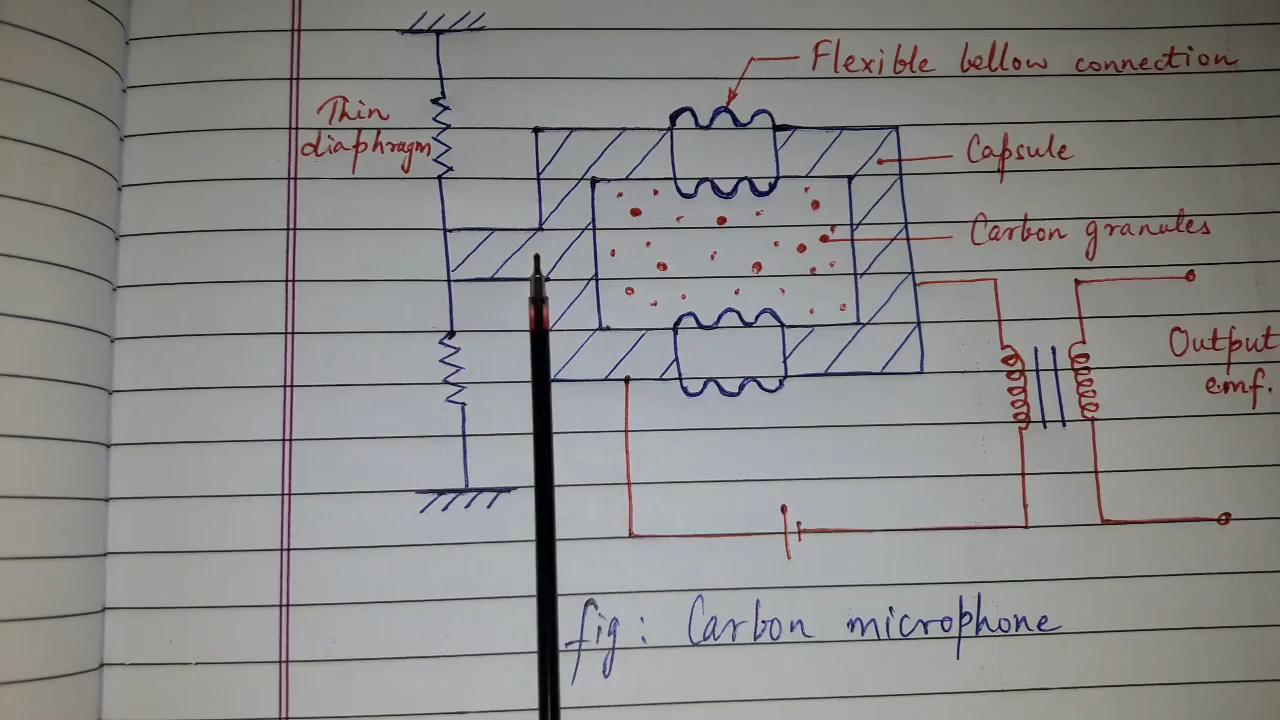 Flexible bellow connection
Thin
diaphragm
Capsule
Carbon granules
Output
emf.
fig: Carbon microphone